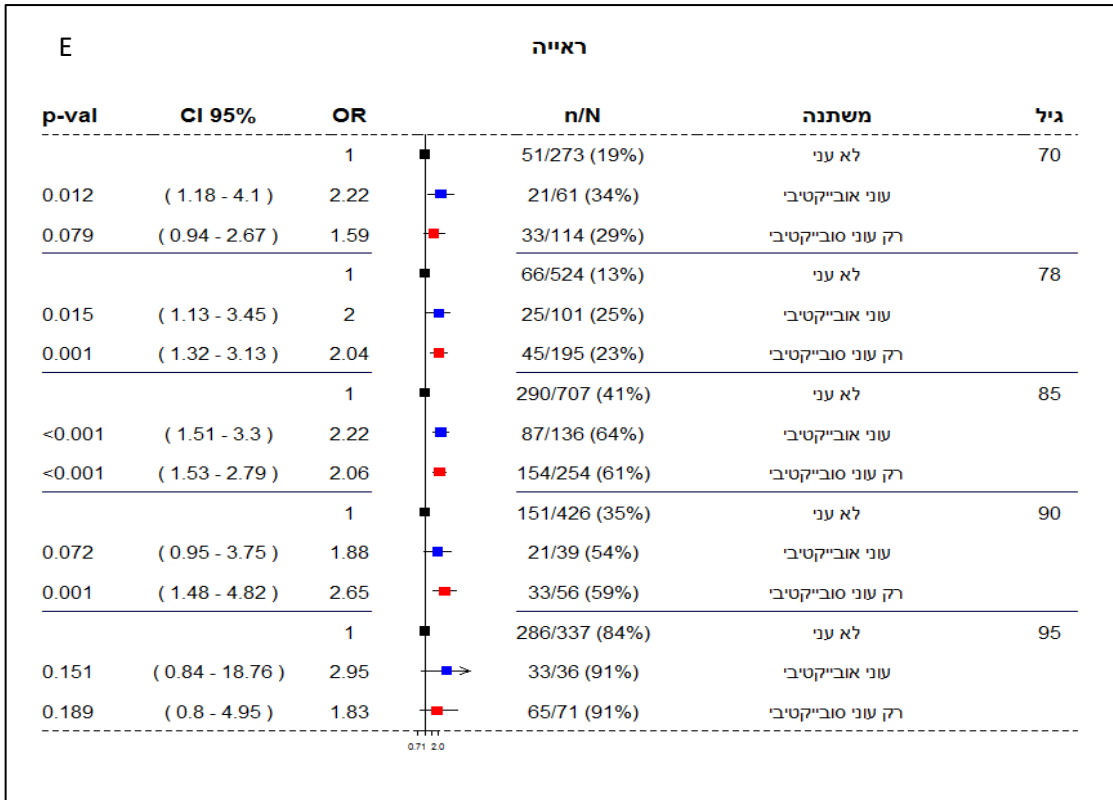 E
ראייה
גיל משתנה n/N OR CI 95% p-val
70 לא עני 51/273 (19%) 1
עוני אובייקטיבי 21/61 (34%) 2.22 ( 1.18 - 4.1 ) 0.012
רק עוני סובייקטיבי 33/114 (29%) 1.59 ( 0.94 - 2.67 ) 0.079
78 לא עני 66/524 (13%) 1
עוני אובייקטיבי 25/101 (25%) 2 ( 1.13 - 3.45 ) 0.015
רק עוני סובייקטיבי 45/195 (23%) 2.04 ( 1.32 - 3.13 ) 0.001
85 לא עני 290/707 (41%) 1
עוני אובייקטיבי 87/136 (64%) 2.22 ( 1.51 - 3.3 ) <0.001
רק עוני סובייקטיבי 154/254 (61%) 2.06 ( 1.53 - 2.79 ) <0.001
90 לא עני 151/426 (35%) 1
עוני אובייקטיבי 21/39 (54%) 1.88 ( 0.95 - 3.75 ) 0.072
רק עוני סובייקטיבי 33/56 (59%) 2.65 ( 1.48 - 4.82 ) 0.001
95 לא עני 286/337 (84%) 1
עוני אובייקטיבי 33/36 (91%) 2.95 ( 0.84 - 18.76 ) 0.151
רק עוני סובייקטיבי 65/71 (91%) 1.83 ( 0.8 - 4.95 ) 0.189
0.71 2.0